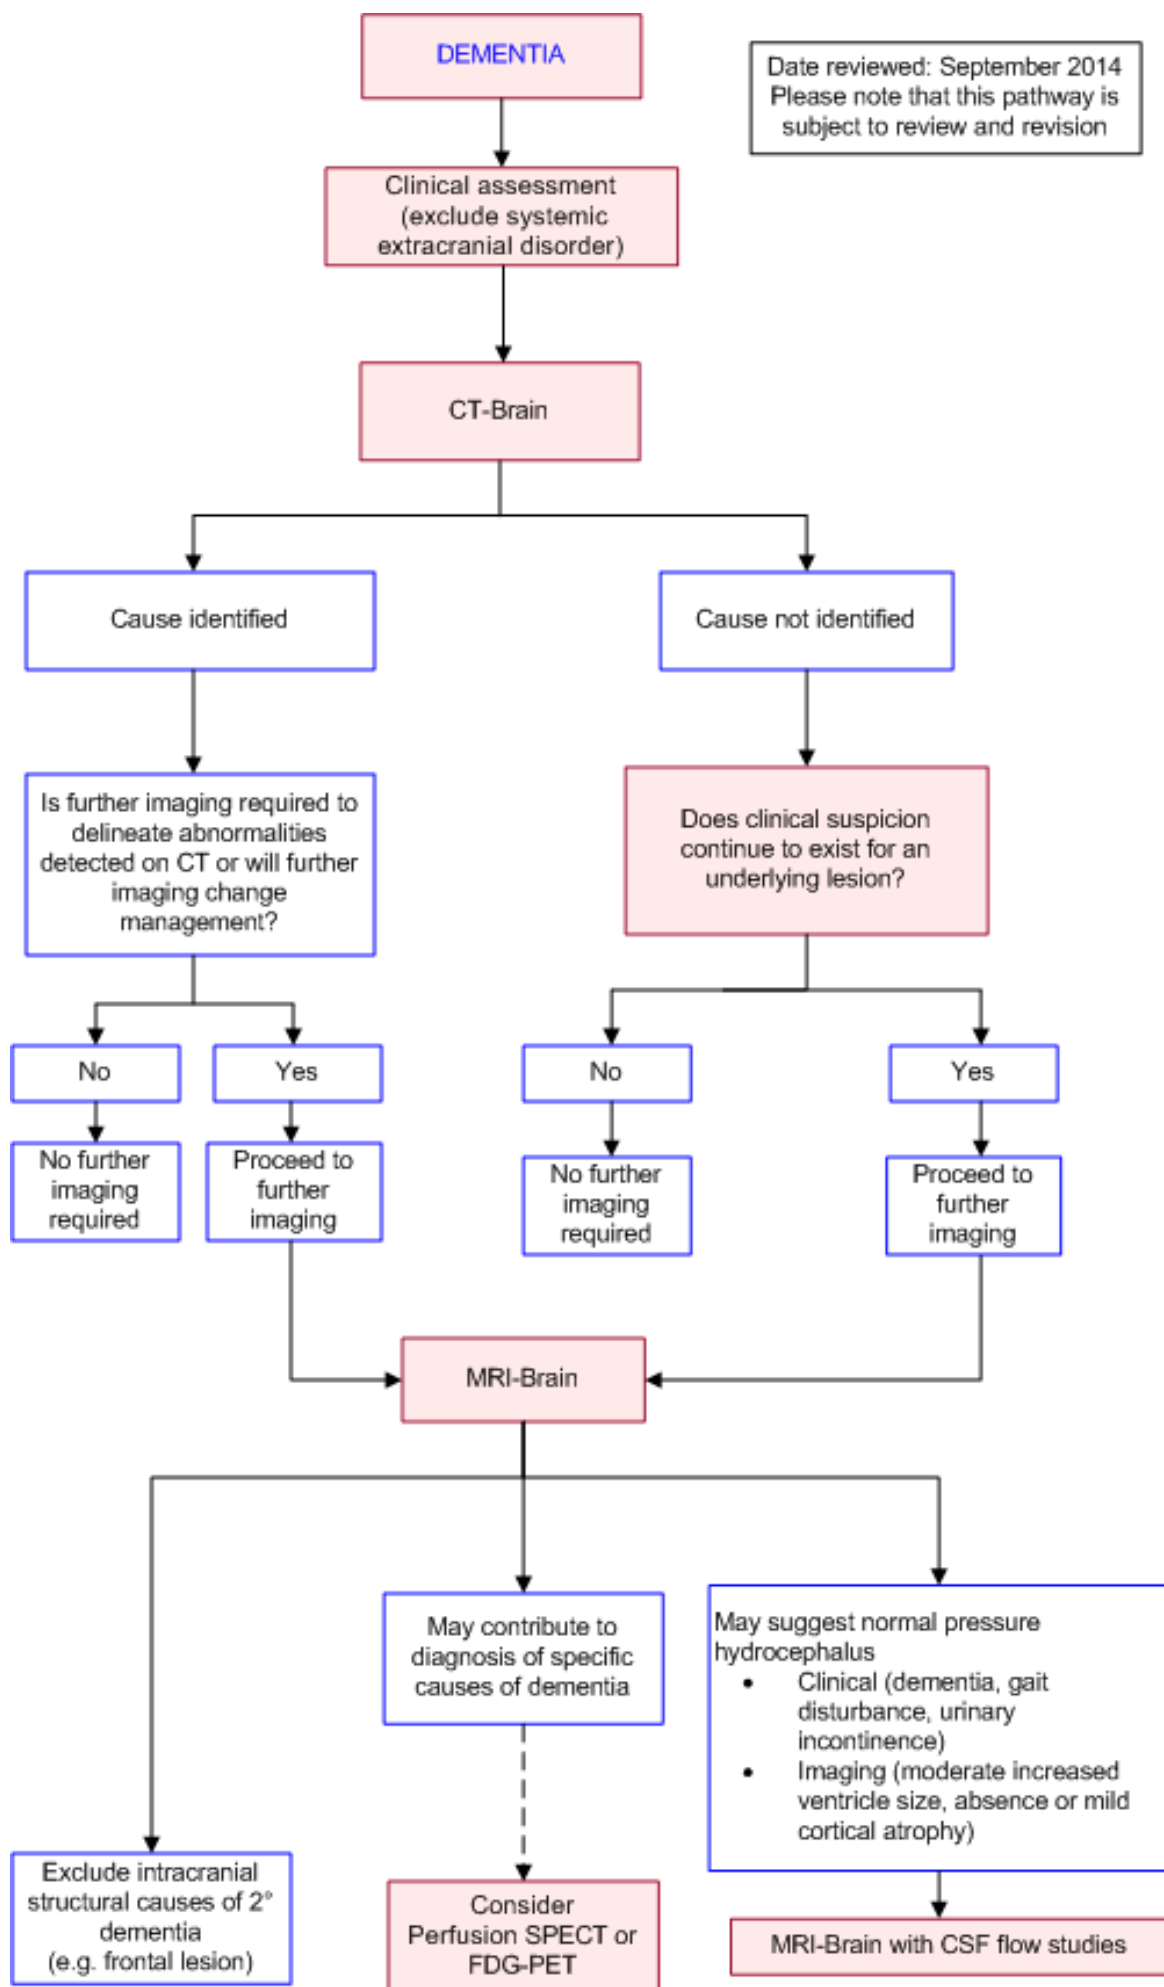 DEMENTIA
Date reviewed: September 2014
Please note that this pathway is
subject to review and revision
Clinical assessment
(exclude systemic
extracranial disorder)
CT-Brain
Cause identified
Cause not identified
Is further imaging required to
delineate abnormalities
detected on CT or will further
imaging change
management?
Does clinical suspicion
continue to exist for an
underlying lesion?
No
Yes
No
Yes
No further
imaging
required
Proceed to
further
imaging
No further
imaging
required
Proceed to
further
imaging
MRI-Brain
May contribute to
diagnosis of specific
causes of dementia
May suggest normal pressure
hydrocephalus
• Clinical (dementia, gait
disturbance, urinary
incontinence)
• Imaging (moderate increased
ventricle size, absence or mild
cortical atrophy)
Exclude intracranial
structural causes of 2°
dementia
(e.g. frontal lesion)
Consider
Perfusion SPECT or
FDG-PET
MRI-Brain with CSF flow studies